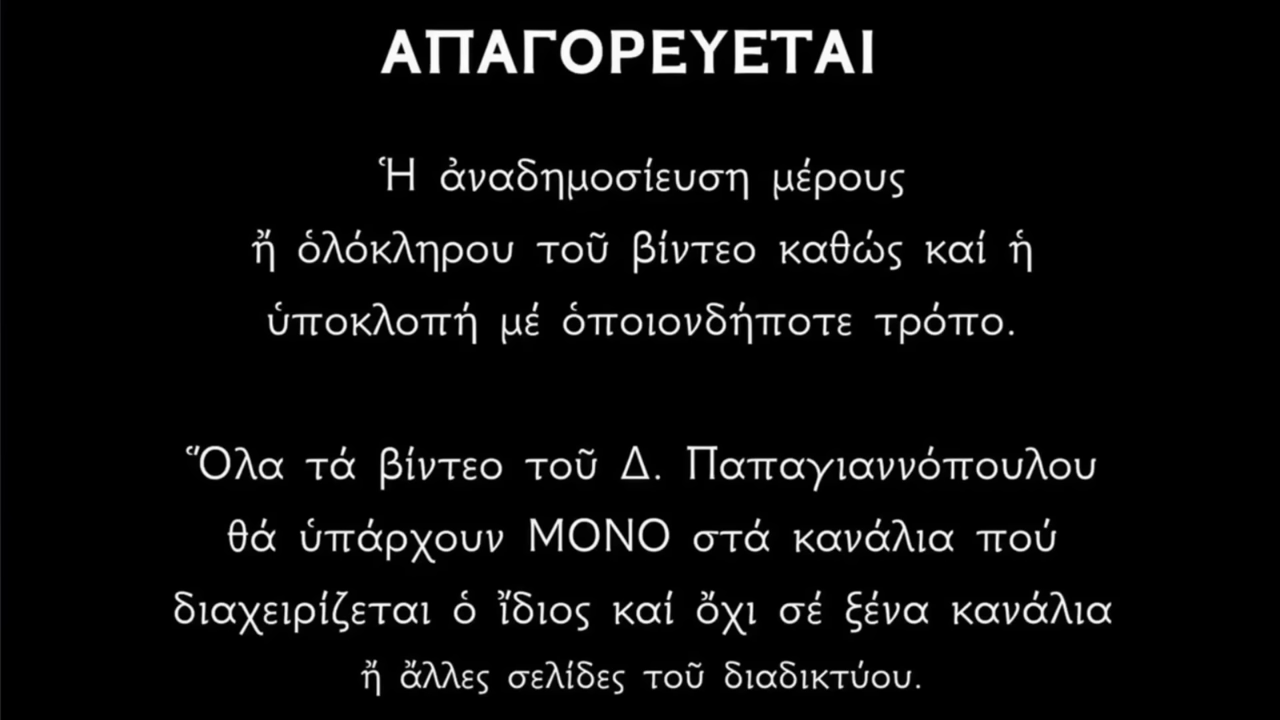 ΑΠΑΓΟΡΕΥΕΤΑΙ
Ἡ ἀναδημοσίευση μέρους
ἤ ὁλόκληρου τοῦ βίντεο καθώς καί ἡ
ὑποκλοπή μέ ὁποιονδήποτε τρόπο.
Ὅλα τά βίντεο τοῦ Δ. Παπαγιαννόπουλου
θά ὑπάρχουν ΜΟΝΟ στά κανάλια πού
διαχειρίζεται ὁ ἴδιος καί ὄχι σέ ξένα κανάλια
ἤ ἄλλες σελίδες τοῦ διαδικτύου.